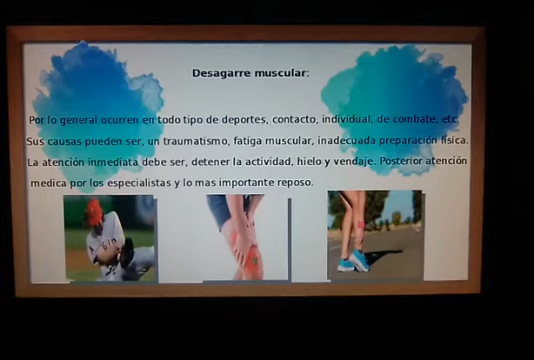 Desagarre muscular:
Por lo general ocurren en todo tipo de deportes, contacto, individual, de combate, etc.
Sus causas pueden ser, un traumatismo, fatiga muscular, inadecuada preparación física.
La atención inmediata debe ser, detener la actividad, hielo y vendaje. Posterior atención
medica por los especialistas y lo mas importante reposo.